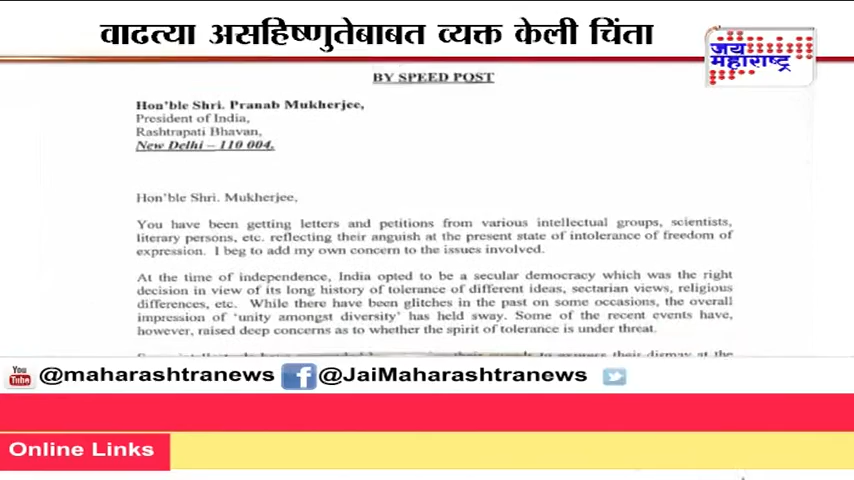 वाढत्या असहिष्णुतेबाबत व्यक्त केली चिंता
जय
महाराष्ट्र
BY SPEED POST
Hon'ble Shri. Pranab Mukherjee,
President of India,
Rashtrapati Bhavan,
New Delhi – 110 004.
Hon'ble Shri. Mukherjee,
You have been getting letters and petitions from various intellectual groups, scientists,
literary persons, etc. reflecting their anguish at the present state of intolerance of freedom of
expression. I beg to add my own concern to the issues involved.
At the time of independence, India opted to be a secular democracy which was the right
decision in view of its long history of tolerance of different ideas, sectarian views, religious
differences, etc. While there have been glitches in the past on some occasions, the overall
impression of 'unity amongst diversity' has held sway. Some of the recent events have,
however, raised deep concerns as to whether the spirit of tolerance is under threat.
their dismay at the
You Tube @maharashtranews f @JaiMaharashtranews
Online Links